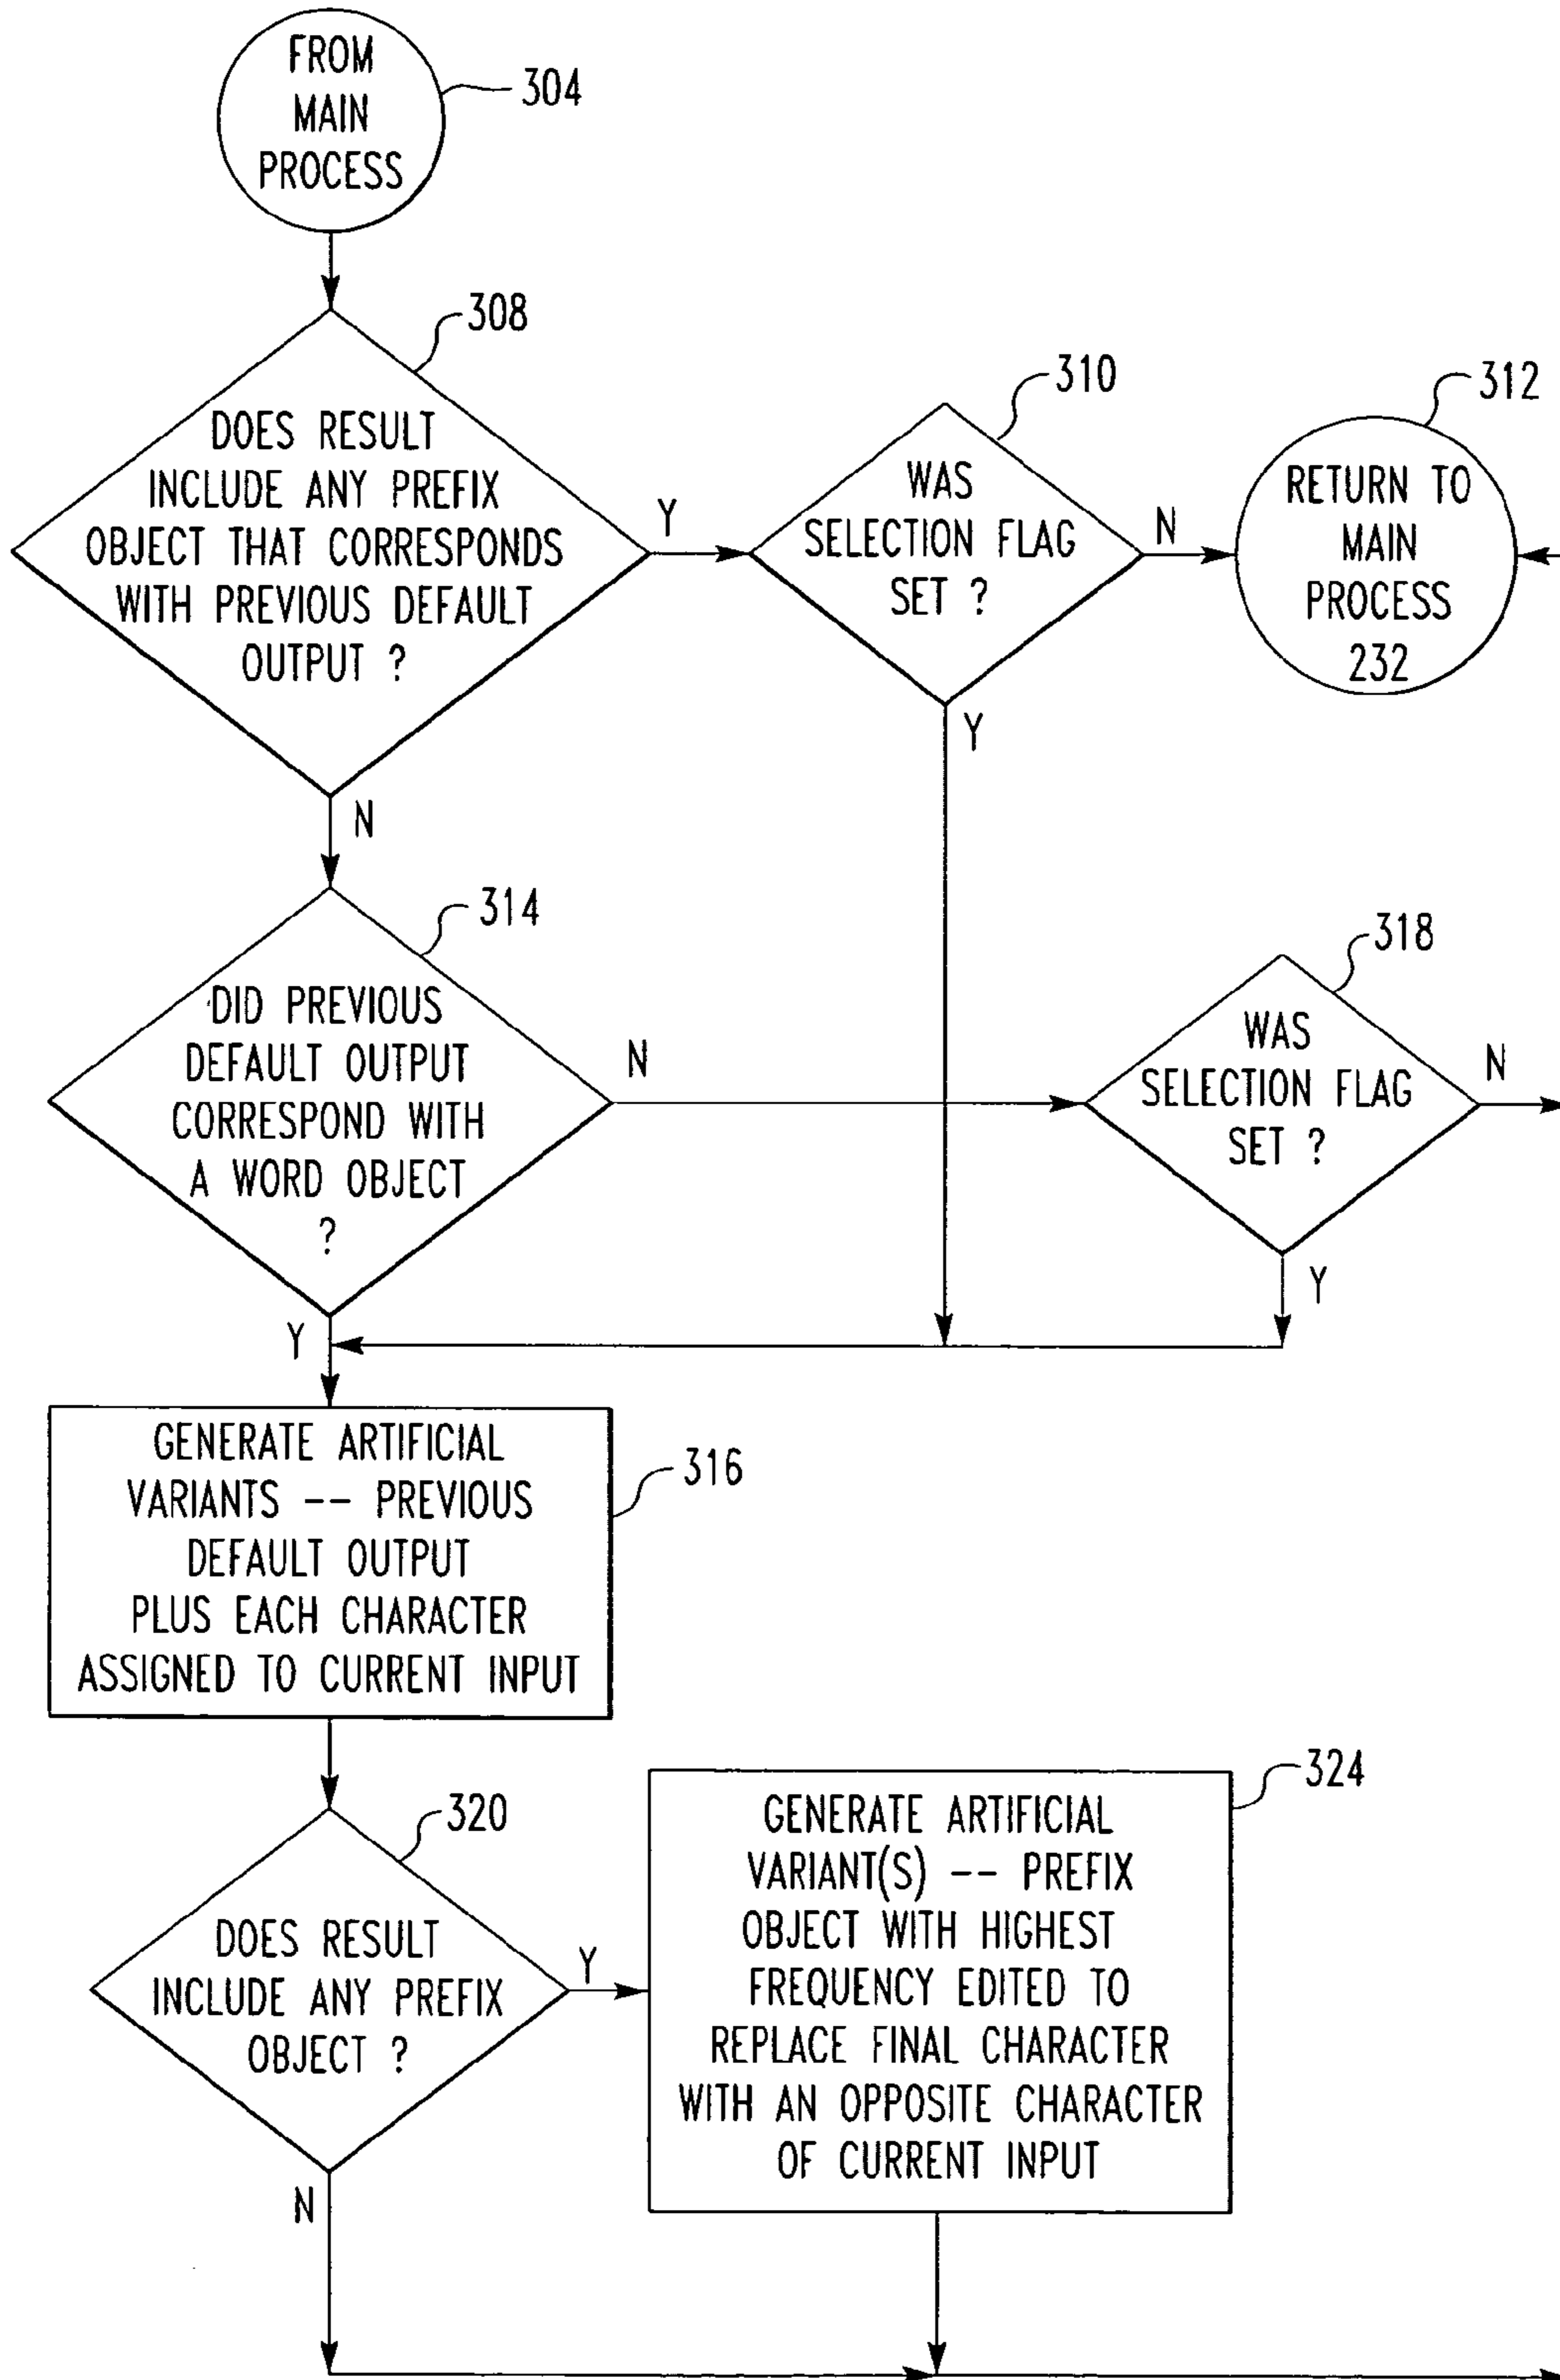 FROM
MAIN
PROCESS
304
308
DOES RESULT
INCLUDE ANY PREFIX
OBJECT THAT CORRESPONDS
WITH PREVIOUS DEFAULT
OUTPUT ?
Y
N
310
WAS
SELECTION FLAG
SET ?
N
Y
312
RETURN TO
MAIN
PROCESS
232
314
DID PREVIOUS
DEFAULT OUTPUT
CORRESPOND WITH
A WORD OBJECT
?
N
Y
318
WAS
SELECTION FLAG
SET ?
N
Y
316
GENERATE ARTIFICIAL
VARIANTS -- PREVIOUS
DEFAULT OUTPUT
PLUS EACH CHARACTER
ASSIGNED TO CURRENT INPUT
320
DOES RESULT
INCLUDE ANY PREFIX
OBJECT ?
Y
N
324
GENERATE ARTIFICIAL
VARIANT(S) -- PREFIX
OBJECT WITH HIGHEST
FREQUENCY EDITED TO
REPLACE FINAL CHARACTER
WITH AN OPPOSITE CHARACTER
OF CURRENT INPUT